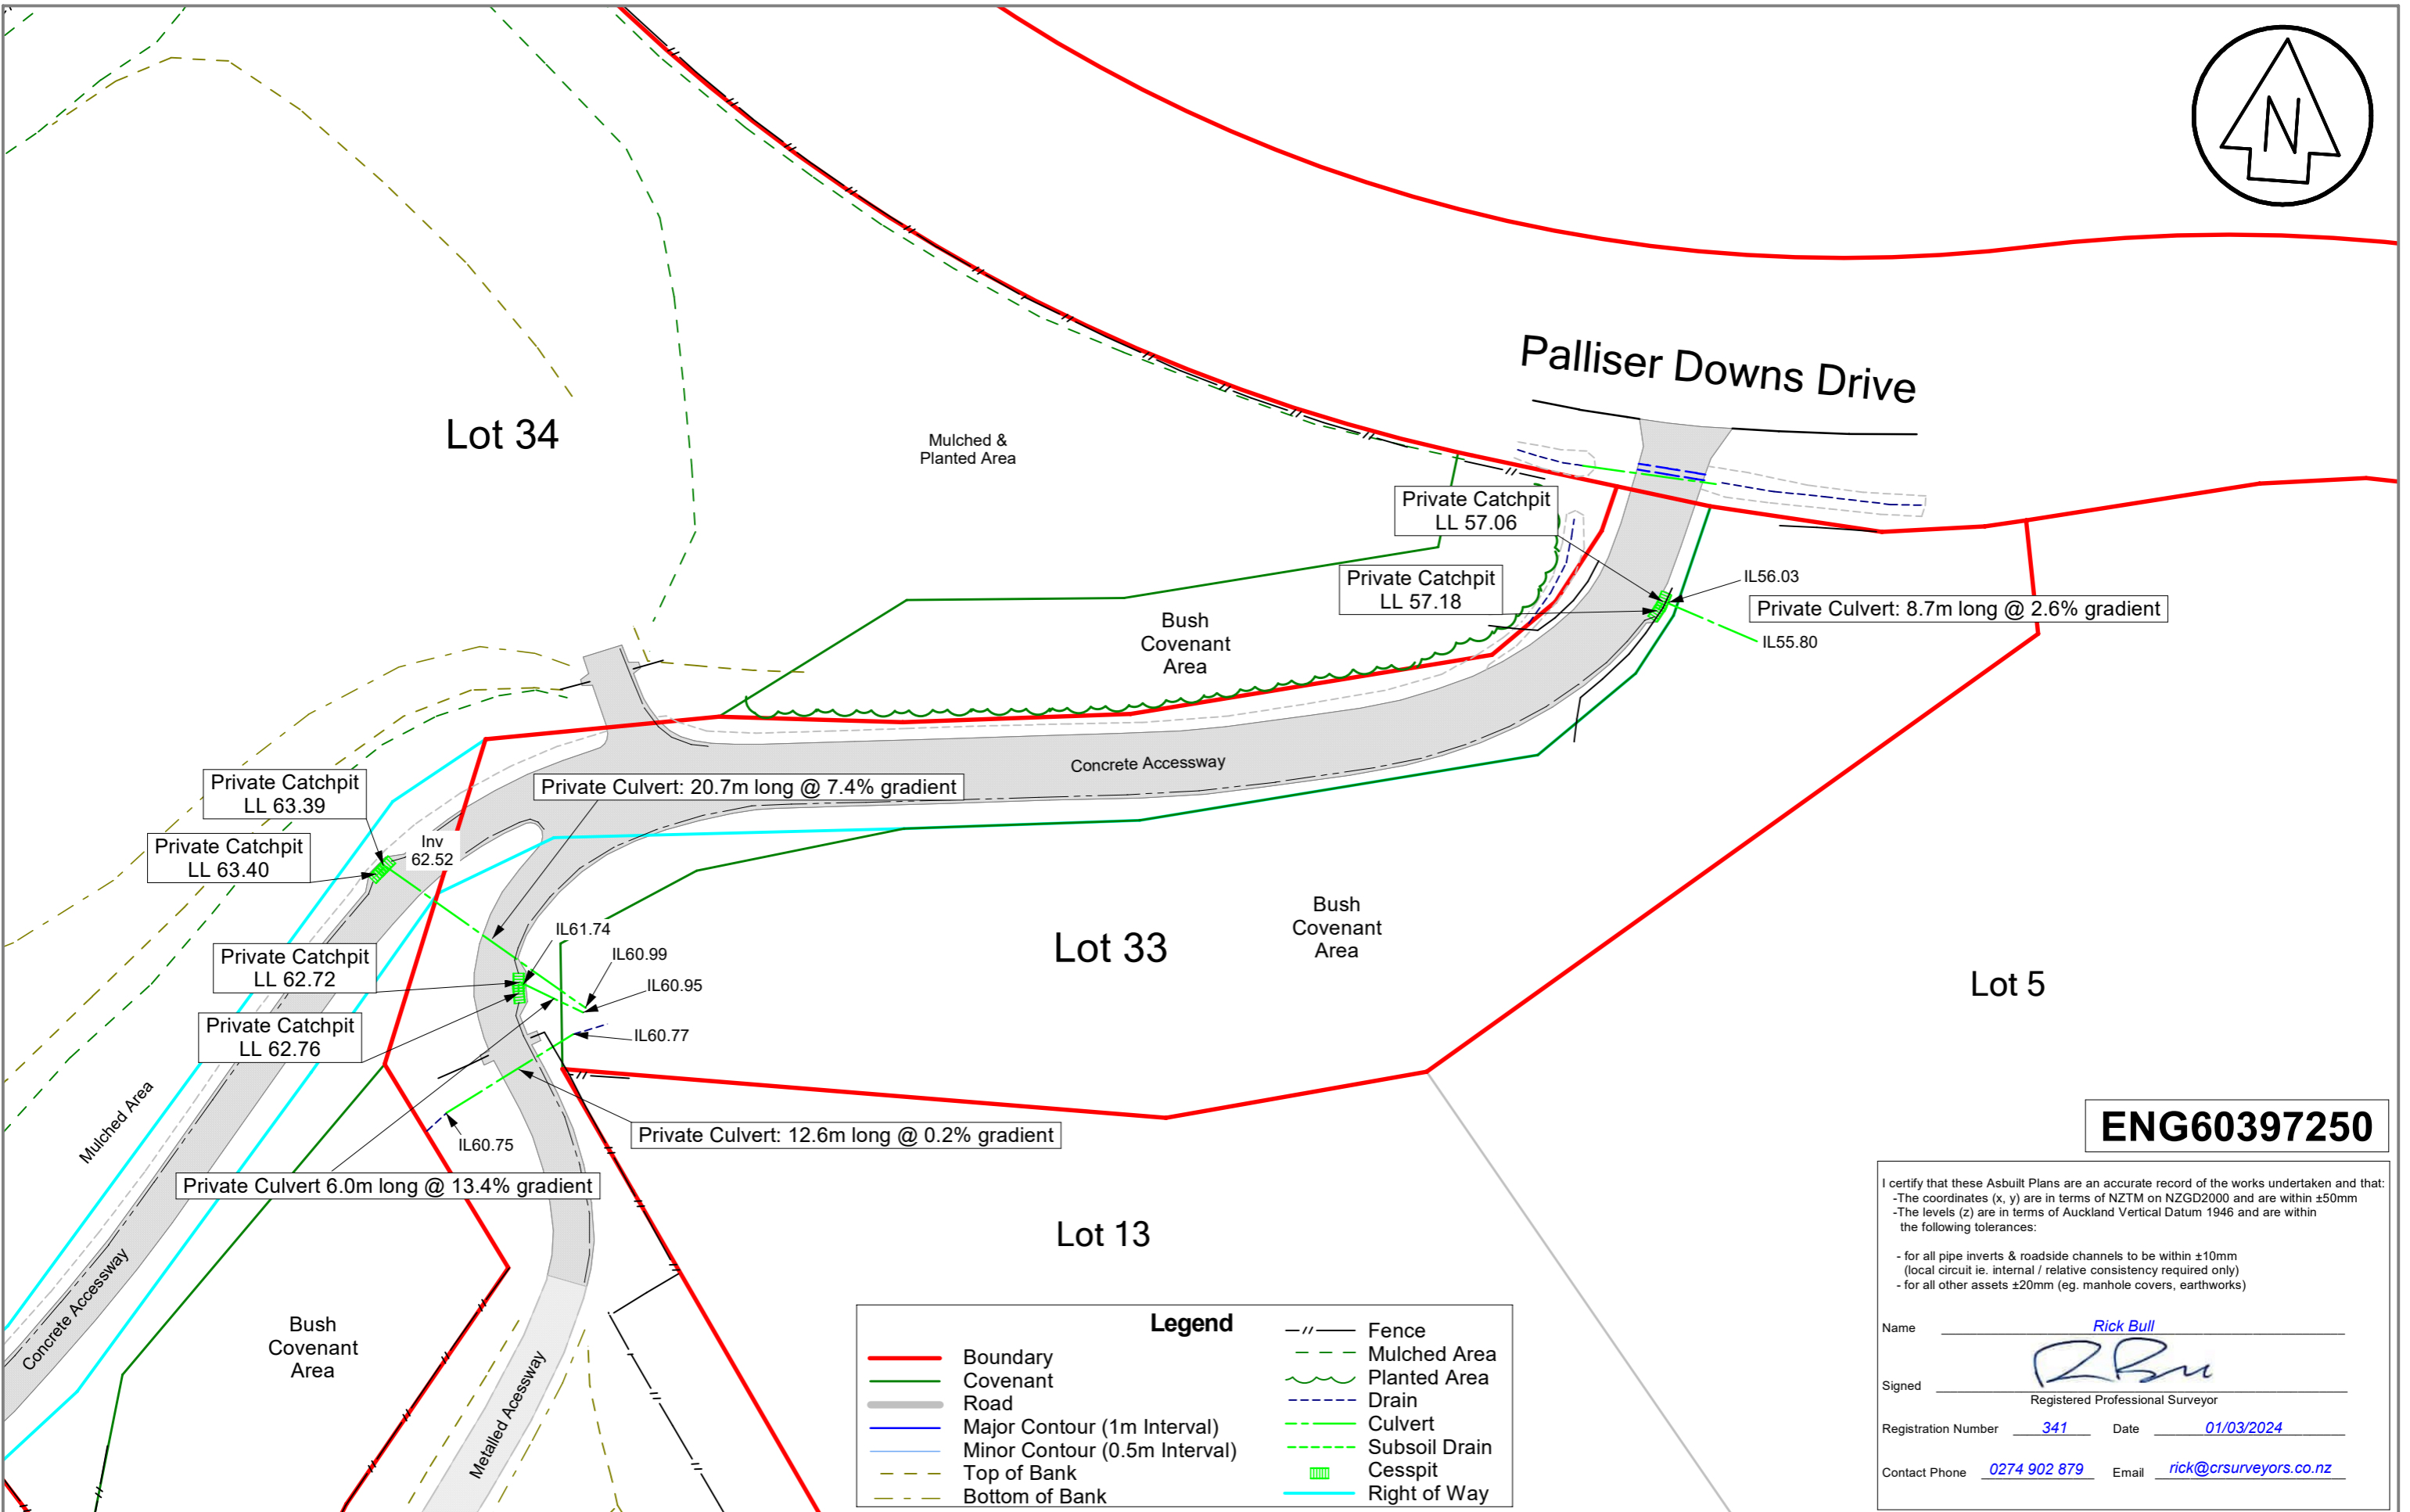 N
Palliser Downs Drive
Lot 34
Mulched &
Planted Area
Private Catchpit
LL 57.06
Private Catchpit
LL 57.18
IL56.03
Private Culvert: 8.7m long @ 2.6% gradient
IL55.80
Bush
Covenant
Area
Concrete Accessway
Private Catchpit
LL 63.39
Private Culvert: 20.7m long @ 7.4% gradient
Private Catchpit
LL 63.40
Inv
62.52
Bush
Covenant
Area
Lot 33
Lot 5
IL61.74
IL60.99
IL60.95
Private Catchpit
LL 62.72
Private Catchpit
LL 62.76
IL60.77
Mulched Area
IL60.75
Private Culvert: 12.6m long @ 0.2% gradient
Private Culvert 6.0m long @ 13.4% gradient
Lot 13
Concrete Accessway
Bush
Covenant
Area
Metalled Acessway
Legend
Boundary
Covenant
Road
Major Contour (1m Interval)
Minor Contour (0.5m Interval)
Top of Bank
Bottom of Bank
Fence
Mulched Area
Planted Area
Drain
Culvert
Subsoil Drain
Cesspit
Right of Way
ENG60397250
I certify that these Asbuilt Plans are an accurate record of the works undertaken and that:
-The coordinates (x, y) are in terms of NZTM on NZGD2000 and are within ±50mm
-The levels (z) are in terms of Auckland Vertical Datum 1946 and are within
the following tolerances:
- for all pipe inverts & roadside channels to be within ±10mm
(local circuit ie. internal / relative consistency required only)
- for all other assets ±20mm (eg. manhole covers, earthworks)
Name Rick Bull
Signed
Registered Professional Surveyor
Registration Number 341 Date 01/03/2024
Contact Phone 0274 902 879 Email rick@crsurveyors.co.nz